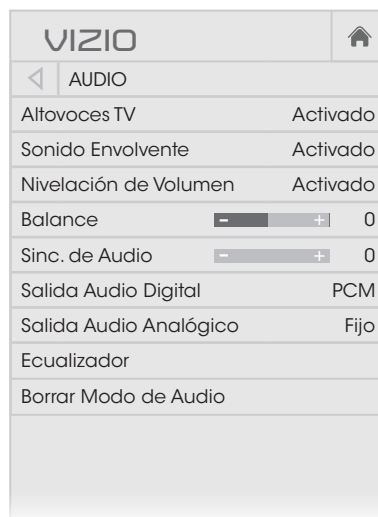 VIZIO
AUDIO
Altovoces TV Activado
Sonido Envolvente Activado
Nivelación de Volumen Activado
Balance - + 0
Sinc. de Audio - + 0
Salida Audio Digital PCM
Salida Audio Analógico Fijo
Ecualizador
Borrar Modo de Audio